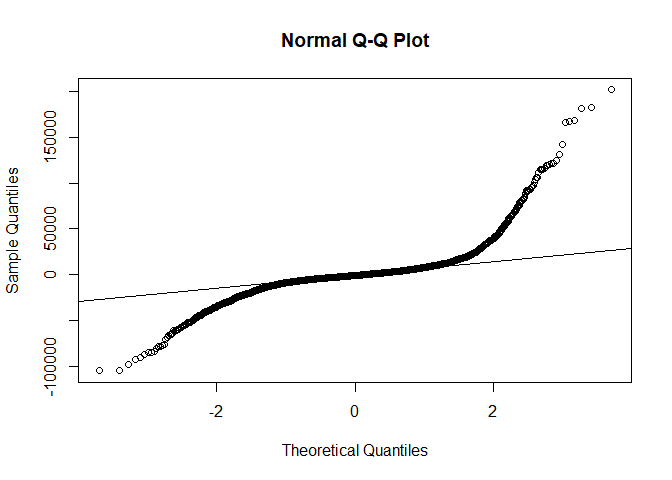 Normal Q-Q Plot
Sample Quantiles
150000
50000
0
-100000
-2
0
2
Theoretical Quantiles